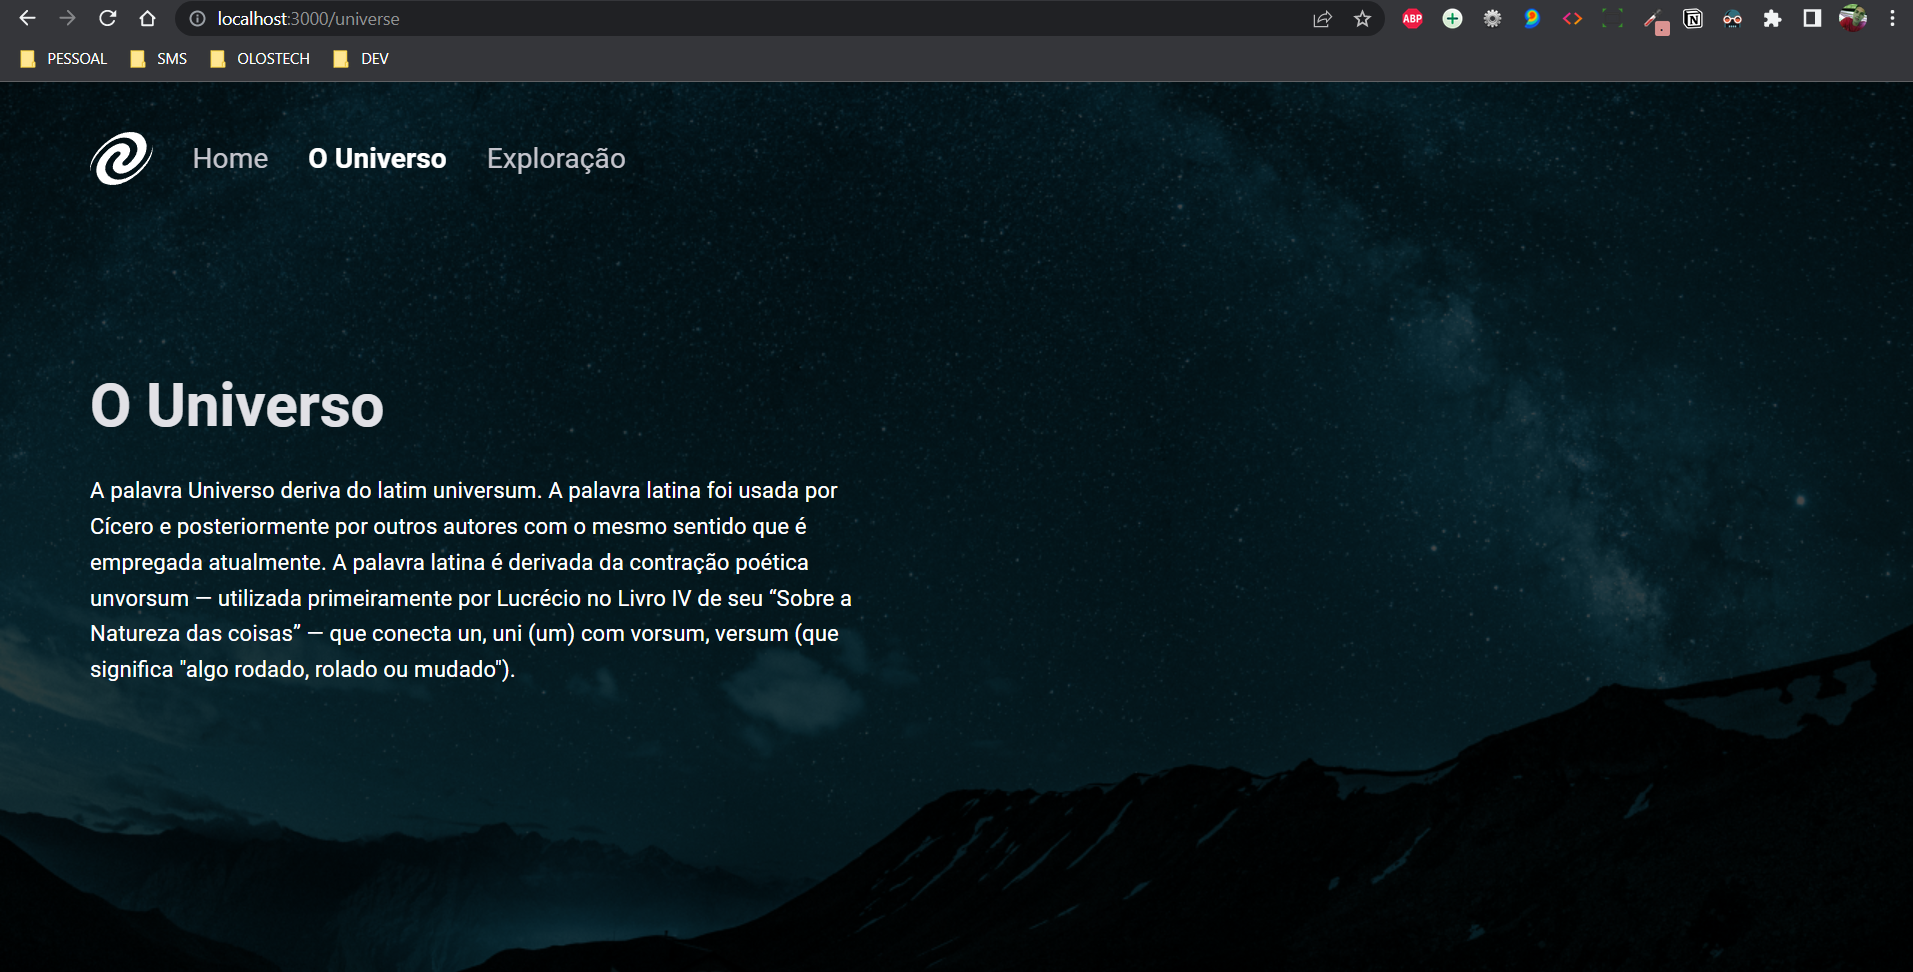 localhost:3000/universe
ABP
PESSOAL SMS OLOSTECH DEV
Home O Universo Exploração
O Universo
A palavra Universo deriva do latim universum. A palavra latina foi usada por
Cícero e posteriormente por outros autores com o mesmo sentido que é
empregada atualmente. A palavra latina é derivada da contração poética
unvorsum — utilizada primeiramente por Lucrécio no Livro IV de seu “Sobre a
Natureza das coisas” — que conecta un, uni (um) com vorsum, versum (que
significa "algo rodado, rolado ou mudado").